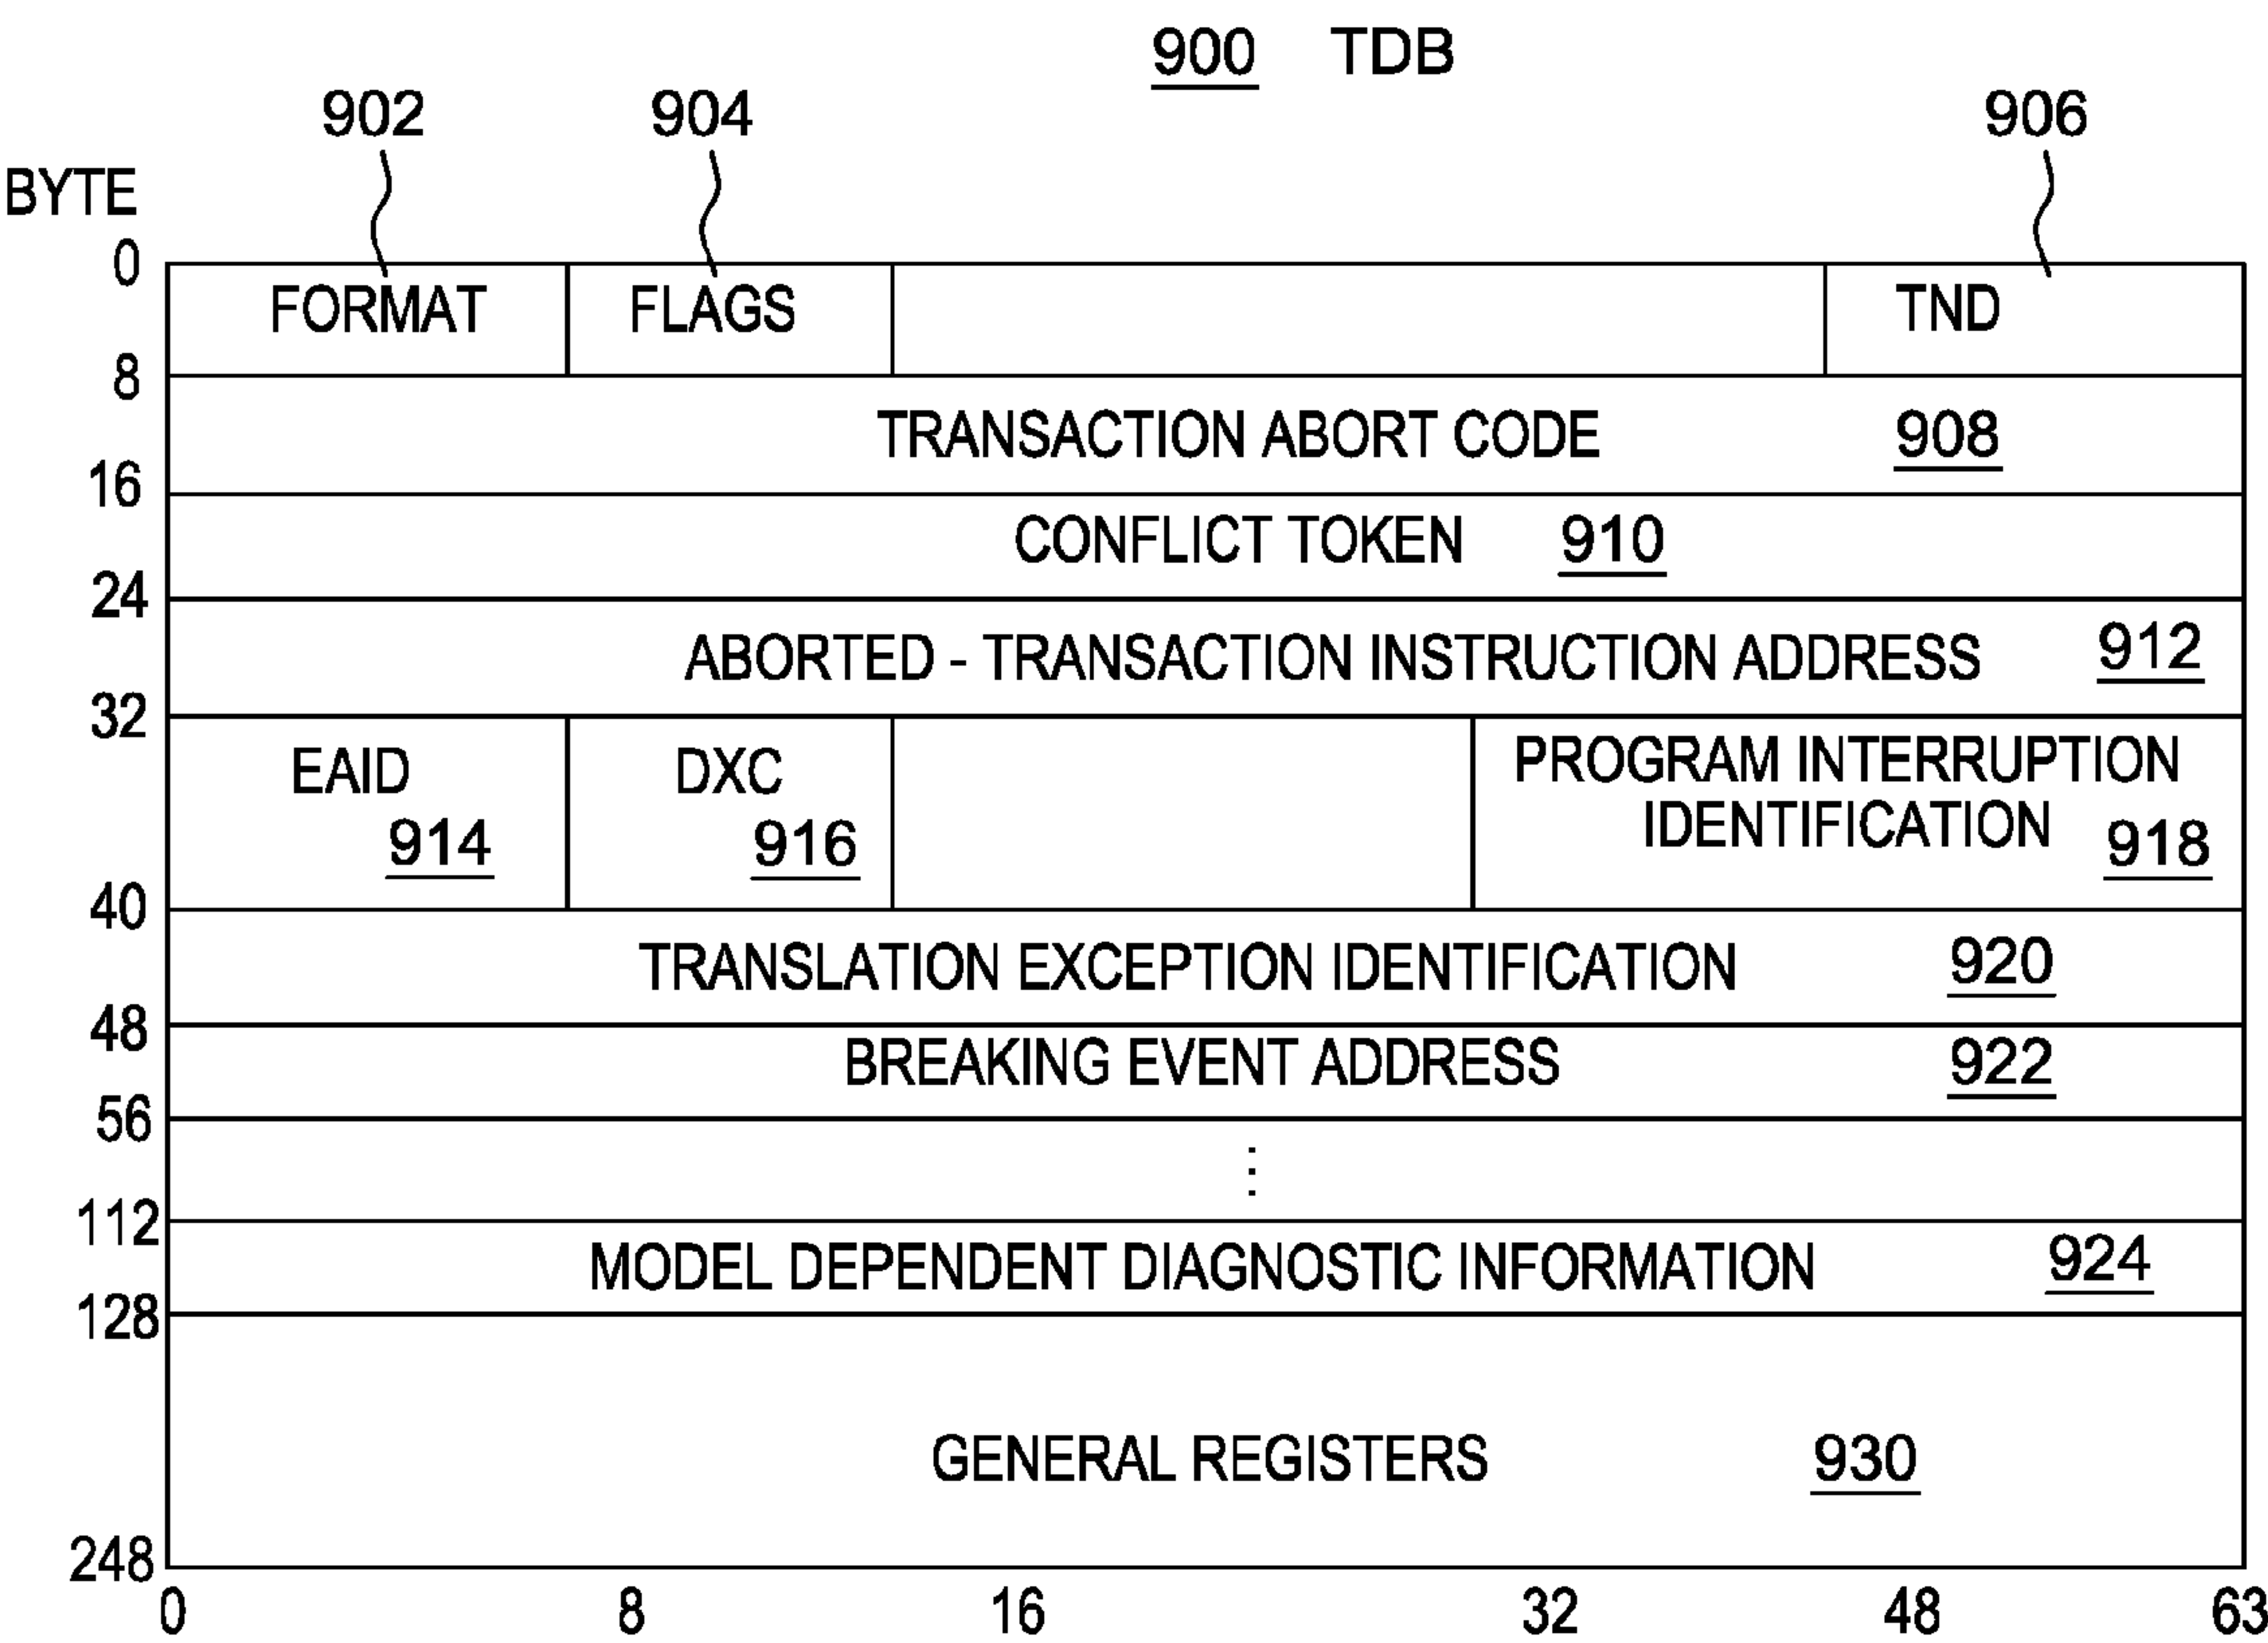 900 TDB
902 904 906
BYTE
0
FORMAT FLAGS TND
8
TRANSACTION ABORT CODE 908
16
CONFLICT TOKEN 910
24
ABORTED - TRANSACTION INSTRUCTION ADDRESS 912
32
EAID DXC PROGRAM INTERRUPTION
914 916 IDENTIFICATION 918
40
TRANSLATION EXCEPTION IDENTIFICATION 920
48
BREAKING EVENT ADDRESS 922
56
⋮
112
MODEL DEPENDENT DIAGNOSTIC INFORMATION 924
128
GENERAL REGISTERS 930
248
0 8 16 32 48 63